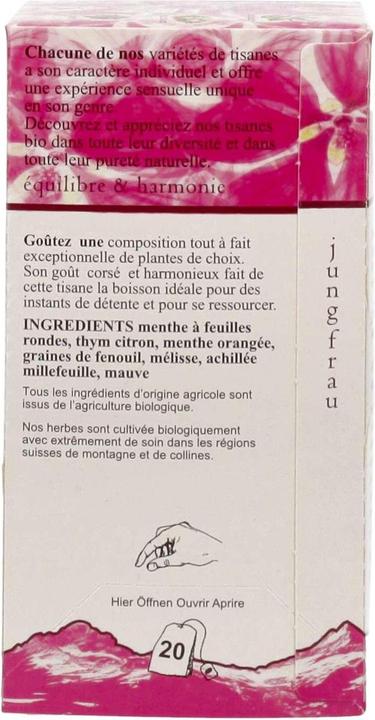 Chacune de nos variétés de tisanes
a son caractère individuel et offre
une expérience sensuelle unique
en son genre
Découvrez et appréciez nos tisanes
bio dans toute leur diversité et dans
toute leur pureté naturelle.
équilibre & harmonie
Goûtez une composition tout à fait
exceptionnelle de plantes de choix.
Son goût corsé et harmonieux fait de
cette tisane la boisson idéale pour des
instants de détente et pour se ressourcer.
INGREDIENTS menthe à feuilles
rondes, thym citron, menthe orangée,
graines de fenouil, mélisse, achillée
millefeuille, mauve
Tous les ingrédients d'origine agricole sont
issus de l'agriculture biologique.
Nos herbes sont cultivée biologiquement
avec extrêmement de soin dans les régions
suisses de montagne et de collines.
Hier Öffnen Ouvrir Aprire
20
jungfrau